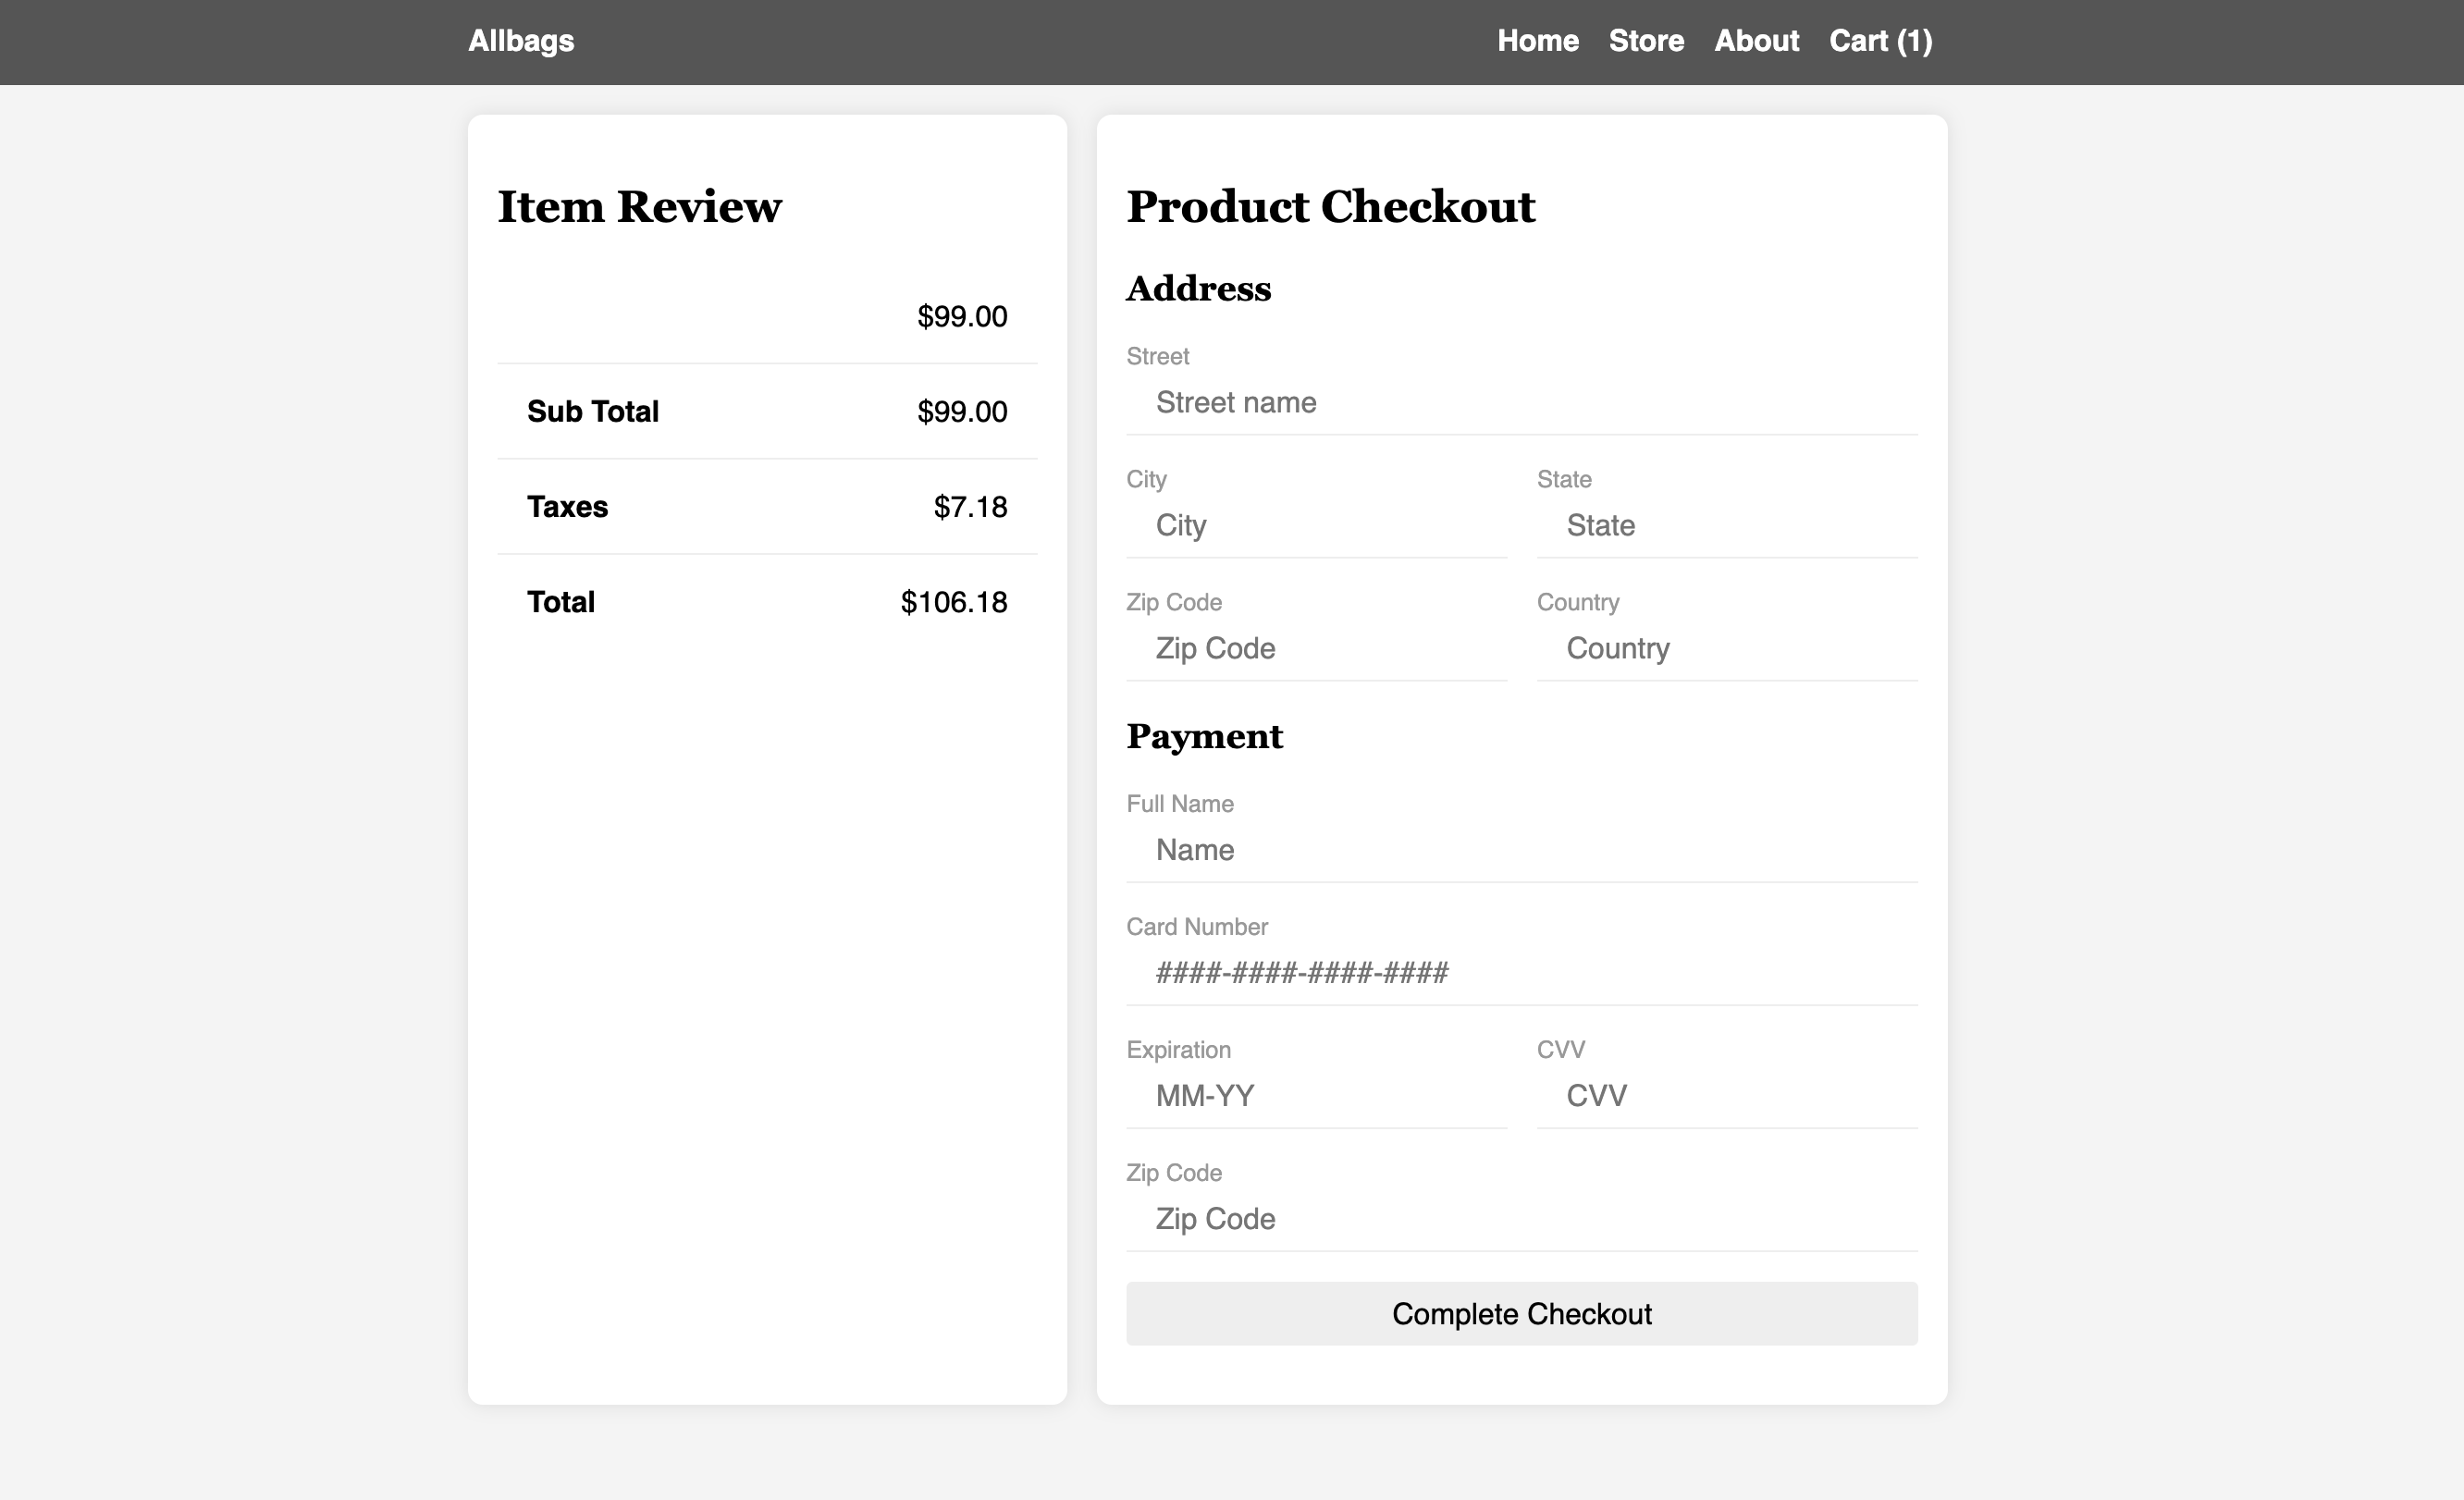 Allbags
Home Store About Cart (1)
Item Review
$99.00
Sub Total $99.00
Taxes $7.18
Total $106.18
Product Checkout
Address
Street
Street name
City State
City State
Zip Code Country
Zip Code Country
Payment
Full Name
Name
Card Number
####-####-####-####
Expiration CVV
MM-YY CVV
Zip Code
Zip Code
Complete Checkout